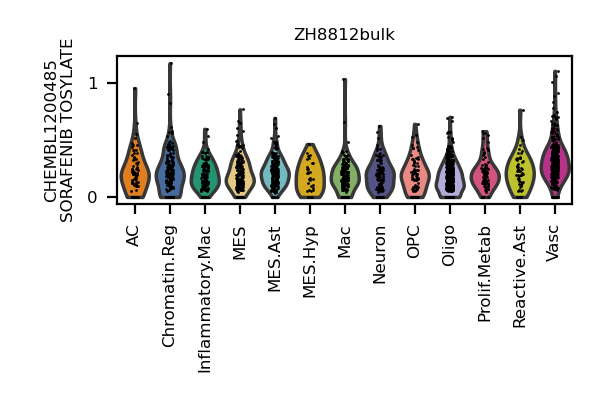 ZH8812bulk
CHEMBL1200485
SORAFENIB TOSYLATE
1
0
AC
Chromatin.Reg
Inflammatory.Mac
MES
MES.Ast
MES.Hyp
Mac
Neuron
OPC
Oligo
Prolif.Metab
Reactive.Ast
Vasc